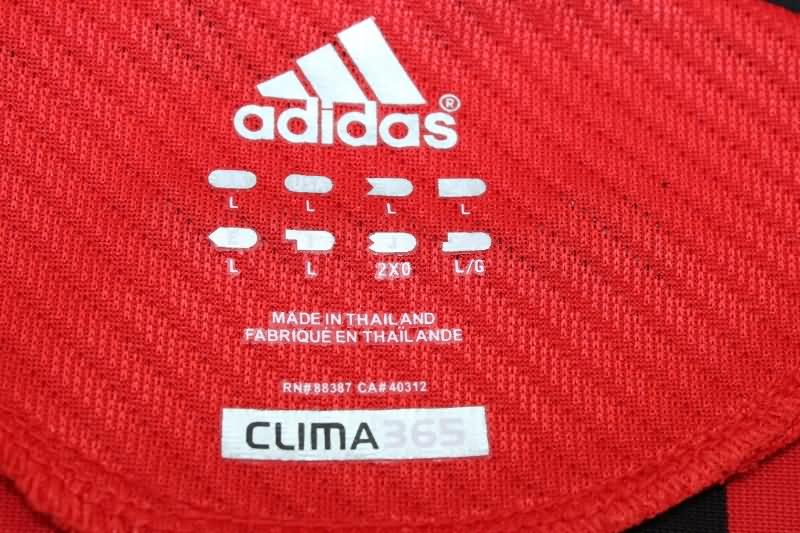 adidas®
L L L L
L L 2XO L/G
MADE IN THAILAND
FABRIQUÉ EN THAÏLANDE
RN# 88387 CA# 40312
CLIMA365